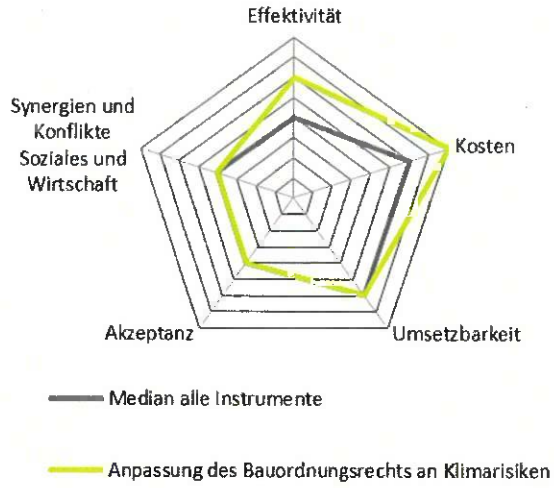 Effektivität
Synergien und
Konflikte
Soziales und
Wirtschaft
Kosten
Akzeptanz
Umsetzbarkeit
Median alle Instrumente
Anpassung des Bauordnungsrechts an Klimarisiken